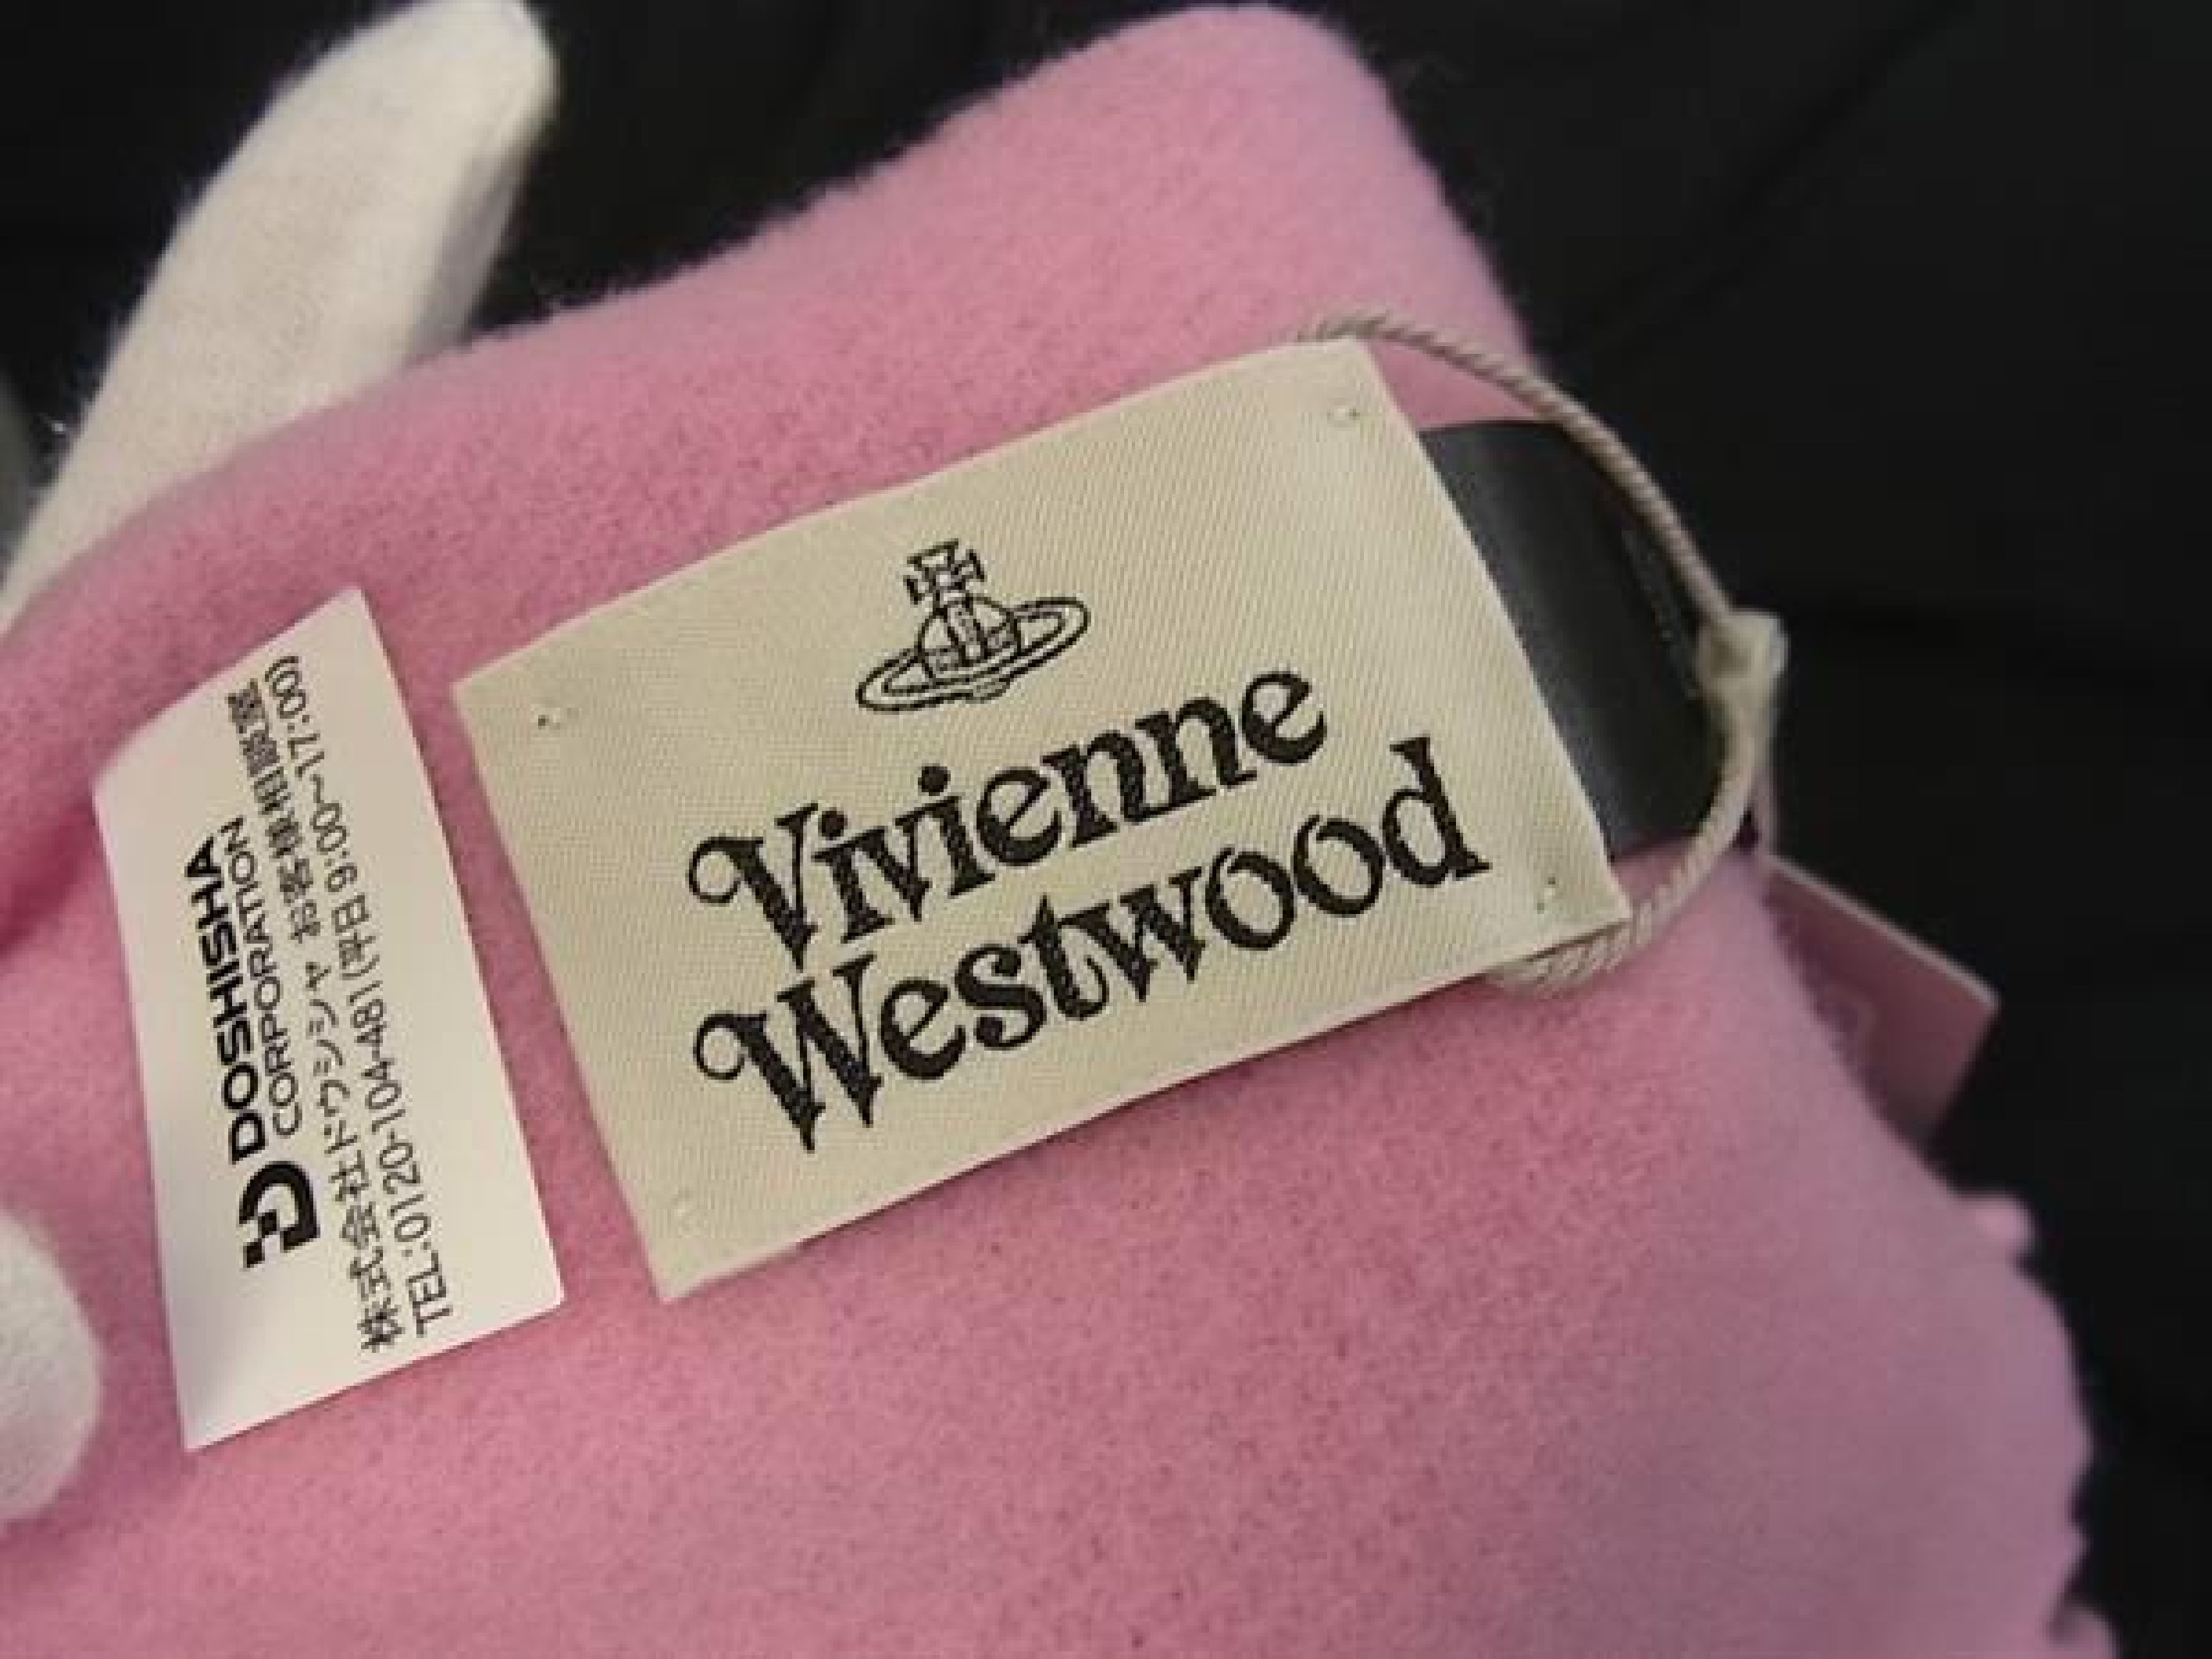 DOSHISHA
CORPORATION
株式会社ドウシシャ お客様相談室
TEL:0120-104-481(平日9:00~17:00)
Vivienne
Westwood